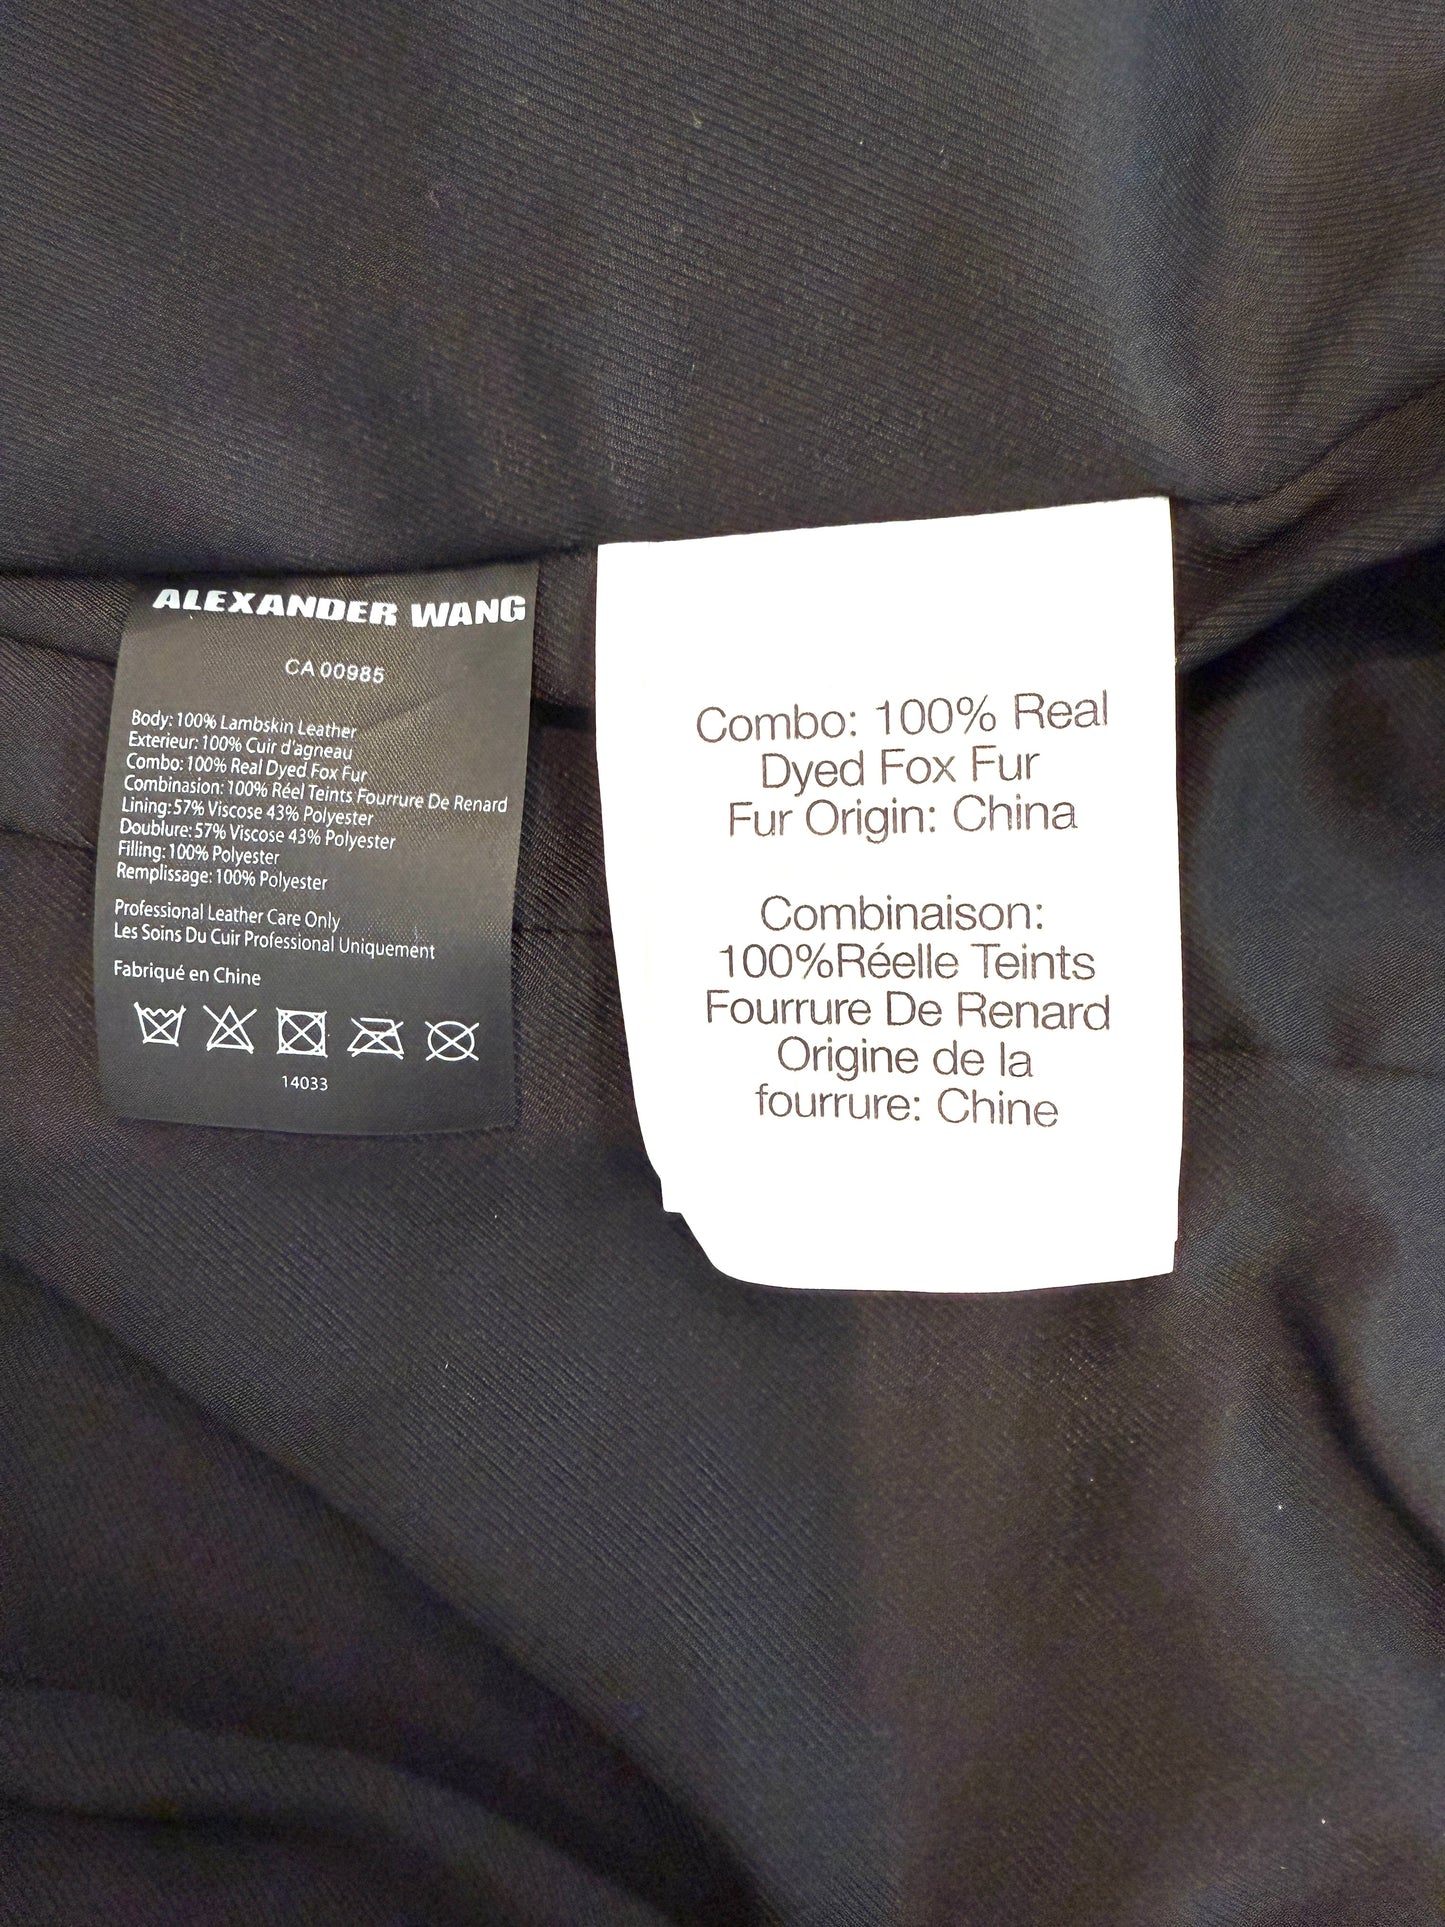 ALEXANDER WANG
CA 00985
Body: 100% Lambskin Leather
Exterieur: 100% Cuir d'agneau
Combo: 100% Real Dyed Fox Fur
Combinasion: 100% Réel Teints Fourrure De Renard
Lining: 57% Viscose 43% Polyester
Doublure: 57% Viscose 43% Polyester
Filling: 100% Polyester
Remplissage: 100% Polyester
Professional Leather Care Only
Les Soins Du Cuir Professional Uniquement
Fabriqué en Chine
14033
Combo: 100% Real
Dyed Fox Fur
Fur Origin: China
Combinaison:
100%Réelle Teints
Fourrure De Renard
Origine de la
fourrure: Chine